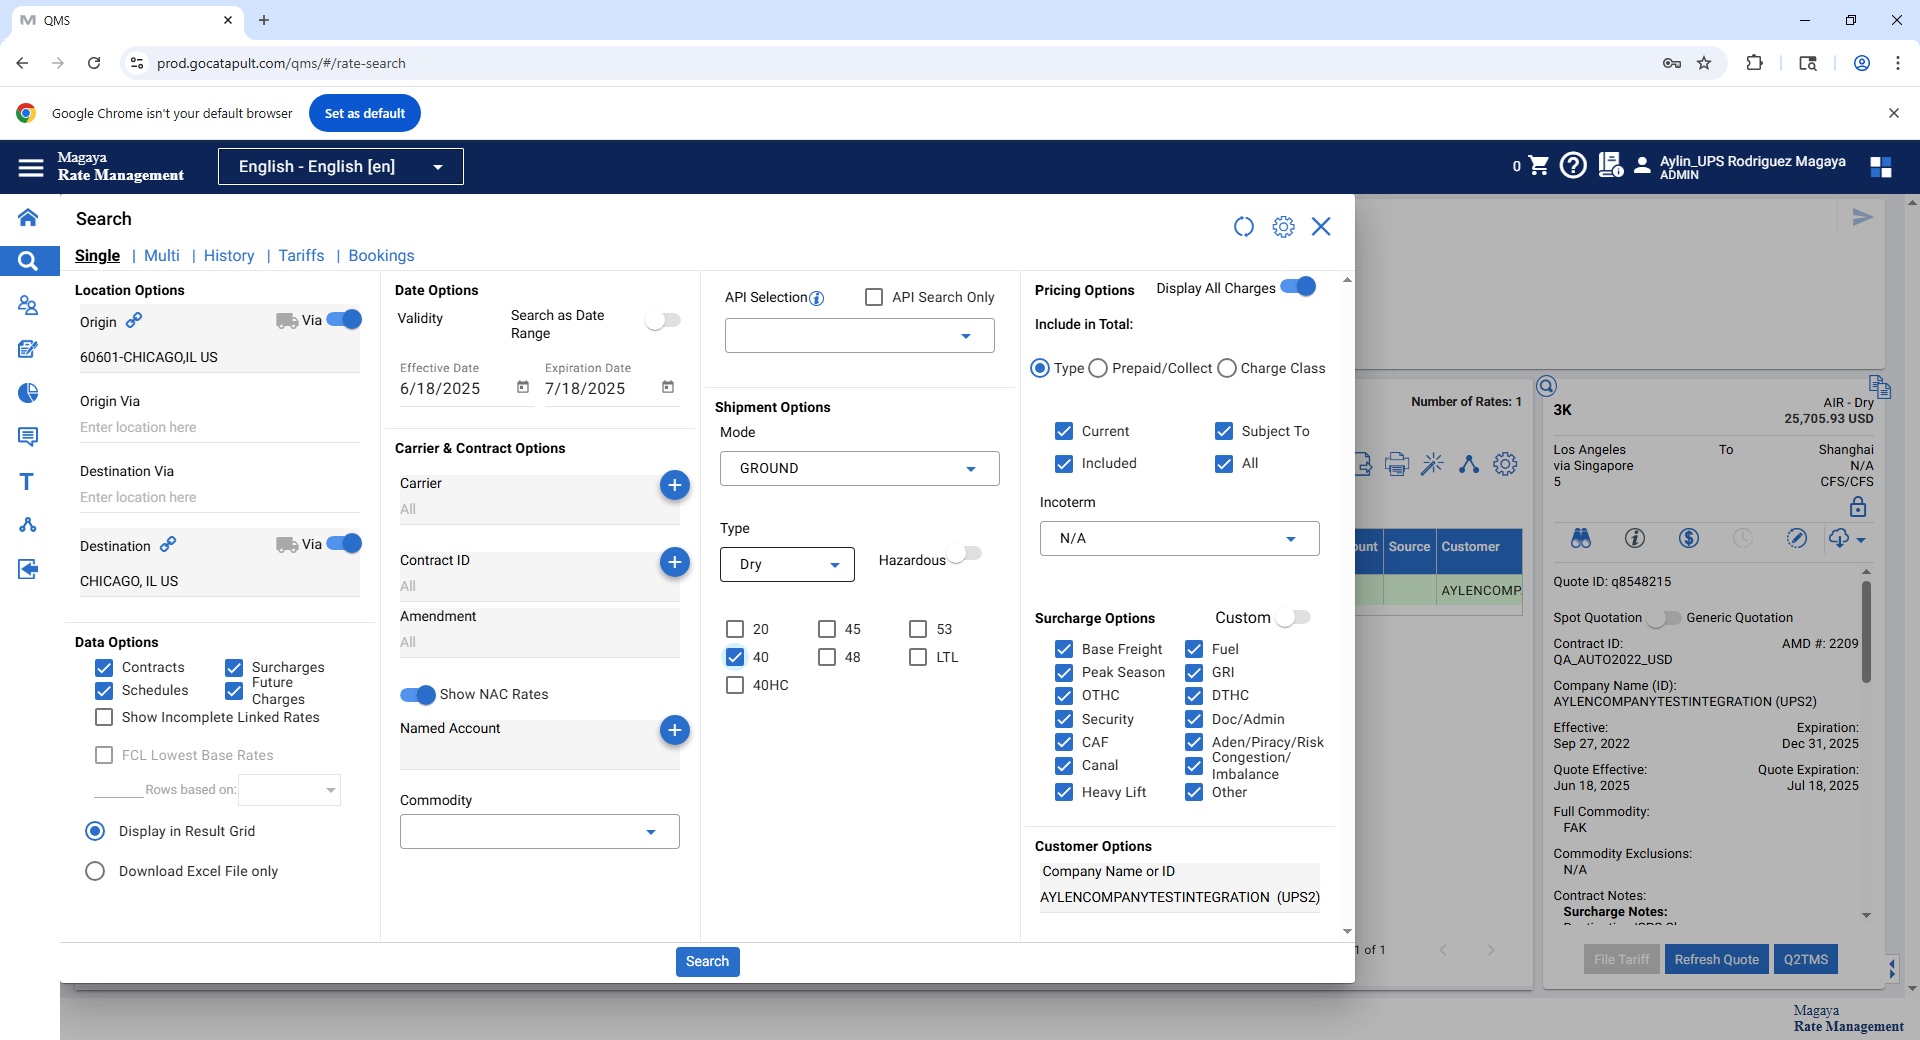 QMS
prod.gocatapult.com/qms/#/rate-search
Google Chrome isn't your default browser
Set as default
Magaya
Rate Management
English - English [en]
0
Aylin_UPS Rodriguez Magaya
ADMIN
Search
Single | Multi | History | Tariffs | Bookings
Location Options
Origin
Via
60601-CHICAGO,IL US
Origin Via
Enter location here
Destination Via
Enter location here
Destination
Via
CHICAGO, IL US
Data Options
Contracts
Surcharges
Schedules
Future Charges
Show Incomplete Linked Rates
FCL Lowest Base Rates
Rows based on:
Display in Result Grid
Download Excel File only
Date Options
Validity
Search as Date Range
Effective Date
6/18/2025
Expiration Date
7/18/2025
Carrier & Contract Options
Carrier
All
Contract ID
All
Amendment
All
Show NAC Rates
Named Account
Commodity
API Selection
API Search Only
Shipment Options
Mode
GROUND
Type
Dry
Hazardous
20
45
53
40
48
LTL
40HC
Pricing Options
Display All Charges
Include in Total:
Type
Prepaid/Collect
Charge Class
Current
Subject To
Included
All
Incoterm
N/A
Surcharge Options
Custom
Base Freight
Fuel
Peak Season
GRI
OTHC
DTHC
Security
Doc/Admin
CAF
Aden/Piracy/Risk
Canal
Congestion/ Imbalance
Heavy Lift
Other
Customer Options
Company Name or ID
AYLENCOMPANYTESTINTEGRATION (UPS2)
Search
Number of Rates: 1
ount
Source
Customer
AYLENCOMP
1 of 1
3K
AIR - Dry
25,705.93 USD
Los Angeles
To
Shanghai
via Singapore
N/A
5
CFS/CFS
Quote ID: q8548215
Spot Quotation
Generic Quotation
Contract ID:
AMD #: 2209
QA_AUTO2022_USD
Company Name (ID):
AYLENCOMPANYTESTINTEGRATION (UPS2)
Effective:
Expiration:
Sep 27, 2022
Dec 31, 2025
Quote Effective:
Quote Expiration:
Jun 18, 2025
Jul 18, 2025
Full Commodity:
FAK
Commodity Exclusions:
N/A
Contract Notes:
Surcharge Notes:
File Tariff
Refresh Quote
Q2TMS
Magaya
Rate Management